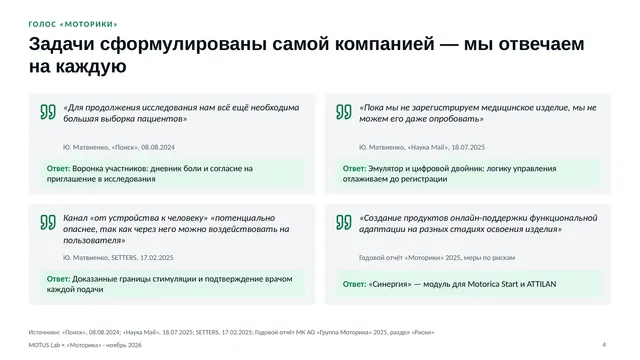 ГОЛОС «МОТОРИКИ»
Задачи сформулированы самой компанией — мы отвечаем
на каждую
«Для продолжения исследования нам всё ещё необходима
большая выборка пациентов»
Ю. Матвиенко, «Поиск», 08.08.2024
Ответ: Воронка участников: дневник боли и согласие на
приглашение в исследования
«Пока мы не зарегистрируем медицинское изделие, мы не
можем его даже опробовать»
Ю. Матвиенко, «Наука Mail», 18.07.2025
Ответ: Эмулятор и цифровой двойник: логику управления
отлаживаем до регистрации
Канал «от устройства к человеку» «потенциально
опаснее, так как через него можно воздействовать на
пользователя»
Ю. Матвиенко, SETTERS, 17.02.2025
Ответ: Доказанные границы стимуляции и подтверждение врачом
каждой подачи
«Создание продуктов онлайн-поддержки функциональной
адаптации на разных стадиях освоения изделия»
Годовой отчёт «Моторики» 2025, меры по рискам
Ответ: «Синергия» — модуль для Motorica Start и ATTILAN
Источники: «Поиск», 08.08.2024; «Наука Mail», 18.07.2025; SETTERS, 17.02.2025; Годовой отчёт МК АО «Группа Моторика» 2025, раздел «Риски»
MOTUS Lab × «Моторика» · ноябрь 2026
4